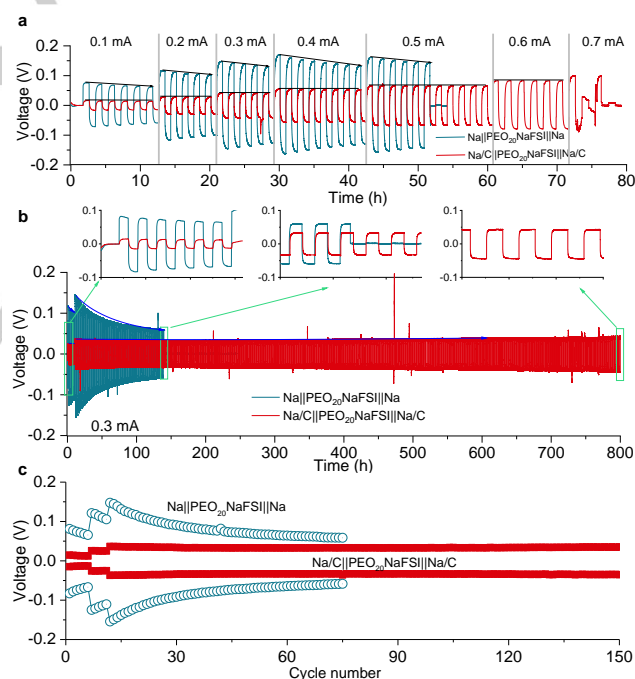 a
0.1 mA 0.2 mA 0.3 mA 0.4 mA 0.5 mA 0.6 mA 0.7 mA
Voltage (V)
0.2
0.1
0.0
-0.1
-0.2
Na||PEO20NaFSI||Na
Na/C||PEO20NaFSI||Na/C
0 10 20 30 40 50 60 70 80
Time (h)
b
0.1
0.0
-0.1
0.1
0.0
-0.1
0.1
0.0
-0.1
Voltage (V)
0.2
0.1
0.0
-0.1
-0.2
Na||PEO20NaFSI||Na
Na/C||PEO20NaFSI||Na/C
0.3 mA
0 100 200 300 400 500 600 700 800
Time (h)
c
Voltage (V)
0.2
0.1
0.0
-0.1
-0.2
Na||PEO20NaFSI||Na
Na/C||PEO20NaFSI||Na/C
0 30 60 90 120 150
Cycle number